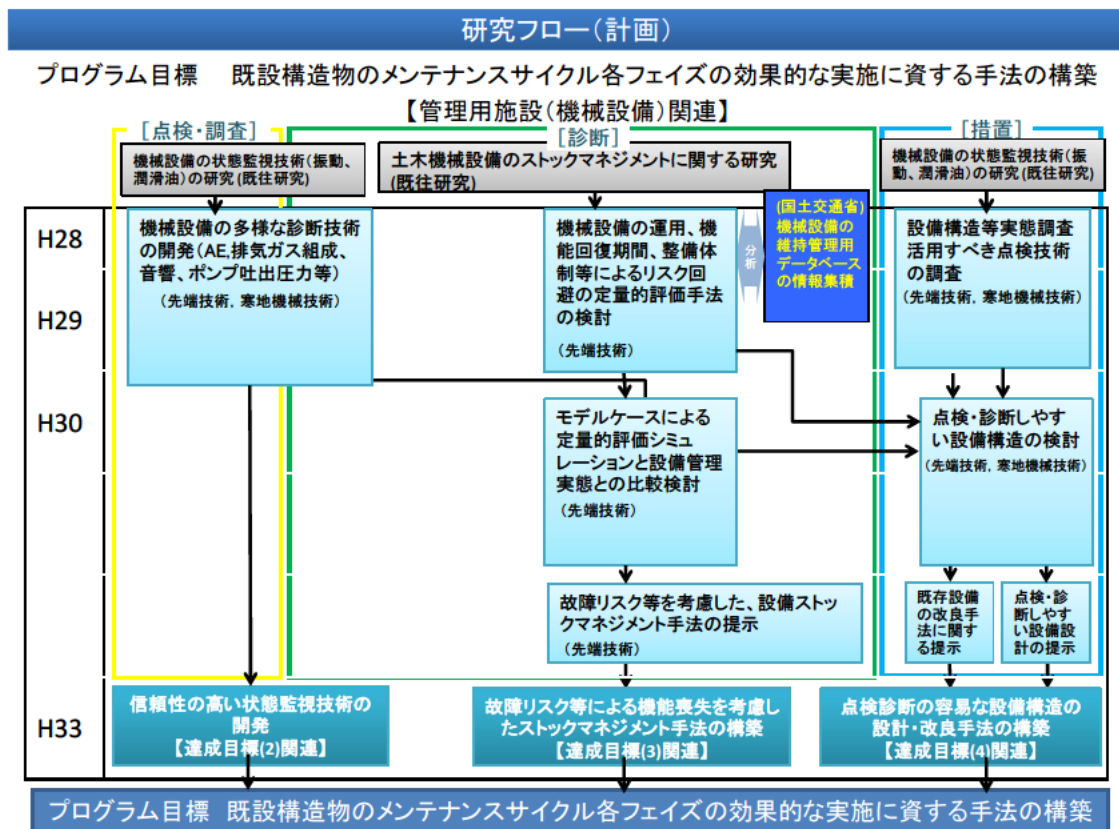 研究フロー(計画)
プログラム目標　既設構造物のメンテナンスサイクル各フェイズの効果的な実施に資する手法の構築
【管理用施設(機械設備)関連】
[点検・調査]
[診断]
[措置]
機械設備の状態監視技術(振動、
潤滑油)の研究(既往研究)
土木機械設備のストックマネジメントに関する研究
(既往研究)
機械設備の状態監視技術(振
動、潤滑油)の研究(既往研究)
H28
H29
H30
H33
機械設備の多様な診断技術
の開発(AE,排気ガス組成、
音響、ポンプ吐出圧力等)
(先端技術, 寒地機械技術)
機械設備の運用、機
能回復期間、整備体
制等によるリスク回
避の定量的評価手法
の検討
(先端技術)
分析
(国土交通省)
機械設備の
維持管理用
データベース
の情報集積
設備構造等実態調査
活用すべき点検技術
の調査
(先端技術, 寒地機械技術)
モデルケースによる
定量的評価シミュ
レーションと設備管理
実態との比較検討
(先端技術)
点検・診断しやす
い設備構造の検討
(先端技術, 寒地機械技術)
故障リスク等を考慮した、設備ストッ
クマネジメント手法の提示
(先端技術)
既存設備
の改良手
法に関す
る提示
点検・診
断しやす
い設備設
計の提示
信頼性の高い状態監視技術の
開発
【達成目標(2)関連】
故障リスク等による機能喪失を考慮し
たストックマネジメント手法の構築
【達成目標(3)関連】
点検診断の容易な設備構造の
設計・改良手法の構築
【達成目標(4)関連】
プログラム目標　既設構造物のメンテナンスサイクル各フェイズの効果的な実施に資する手法の構築